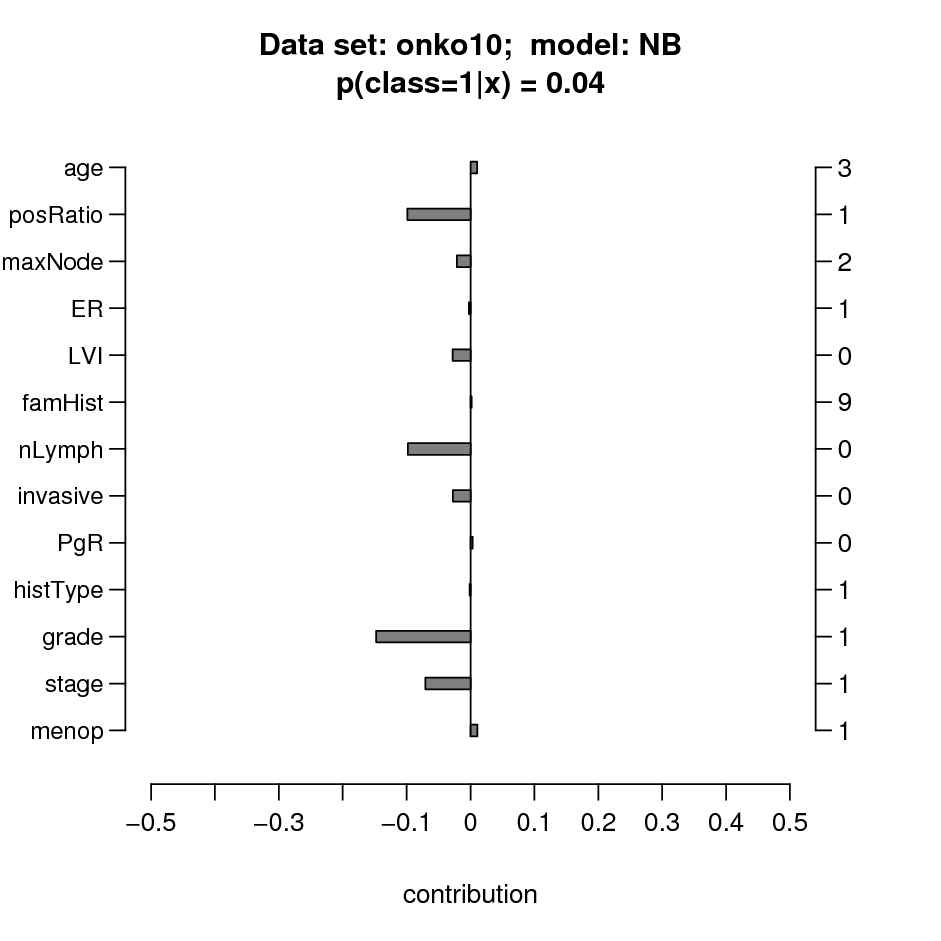 Data set: onko10;  model: NB
p(class=1|x) = 0.04
age 3
posRatio 1
maxNode 2
ER 1
LVI 0
famHist 9
nLymph 0
invasive 0
PgR 0
histType 1
grade 1
stage 1
menop 1
−0.5 −0.3 −0.1 0 0.1 0.2 0.3 0.4 0.5
contribution